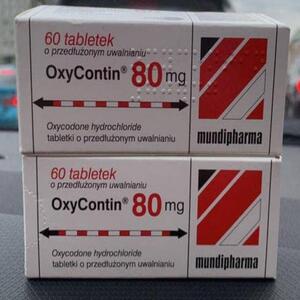 60 tabletek
o przedłużonym uwalnianiu
OxyContin® 80 mg
Oxycodone hydrochloride
tabletki o przedłużonym uwalnianiu
mundipharma
60 tabletek
o przedłużonym uwalnianiu
OxyContin® 80 mg
Oxycodone hydrochloride
tabletki o przedłużonym uwalnianiu
mundipharma